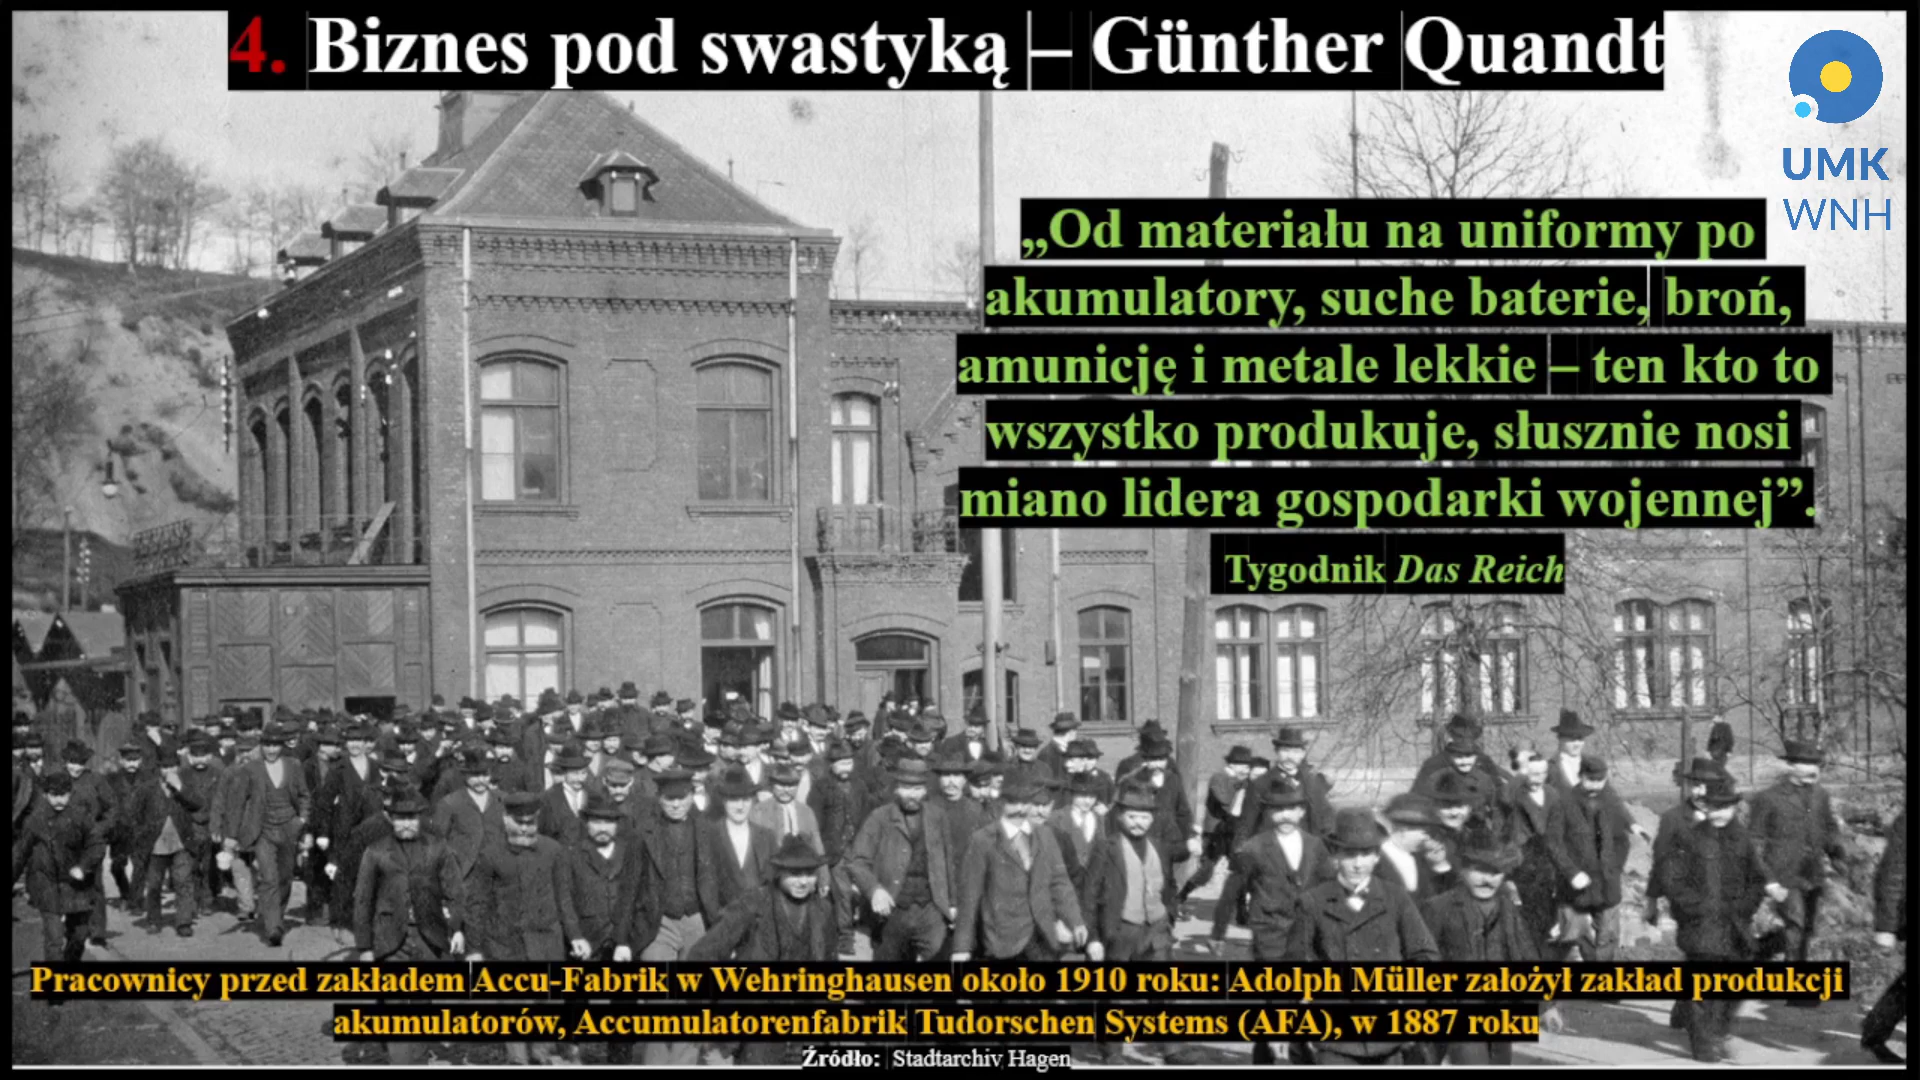 4. Biznes pod swastyką – Günther Quandt
UMK
WNH
„Od materiału na uniformy po
akumulatory, suche baterie, broń,
amunicję i metale lekkie – ten kto to
wszystko produkuje, słusznie nosi
miano lidera gospodarki wojennej”.
Tygodnik Das Reich
Pracownicy przed zakładem Accu-Fabrik w Wehringhausen około 1910 roku: Adolph Müller założył zakład produkcji
akumulatorów, Accumulatorenfabrik Tudorschen Systems (AFA), w 1887 roku
Źródło: Stadtarchiv Hagen